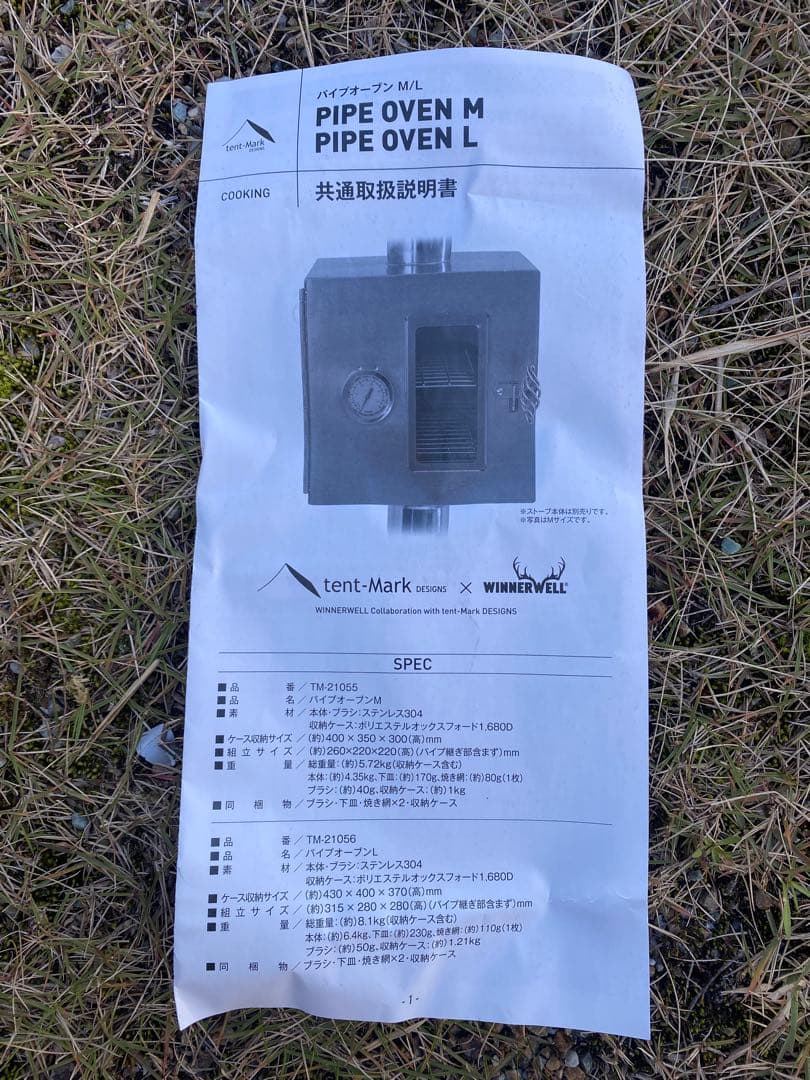 パイプオーブン M/L
PIPE OVEN M
PIPE OVEN L
tent-Mark
DESIGNS
COOKING
共通取扱説明書
※ストーブ本体は別売りです。
※写真はMサイズです。
tent-Mark DESIGNS × WINNERWELL®
WINNERWELL Collaboration with tent-Mark DESIGNS
SPEC
■品番／TM-21055
■品名／パイプオーブンM
■素材／本体・ブラシ：ステンレス304
収納ケース：ポリエステルオックスフォード1,680D
■ケース収納サイズ／(約)400×350×300(高)mm
■組立サイズ／(約)260×220×220(高)(パイプ継ぎ部含まず)mm
■重量／総重量：(約)5.72kg(収納ケース含む)
本体：(約)4.35kg、下皿：(約)170g、焼き網：(約)80g(1枚)
ブラシ：(約)40g、収納ケース：(約)1kg
■同梱物／ブラシ・下皿・焼き網×2・収納ケース
■品番／TM-21056
■品名／パイプオーブンL
■素材／本体・ブラシ：ステンレス304
収納ケース：ポリエステルオックスフォード1,680D
■ケース収納サイズ／(約)430×400×370(高)mm
■組立サイズ／(約)315×280×280(高)(パイプ継ぎ部含まず)mm
■重量／総重量：(約)8.1kg(収納ケース含む)
本体：(約)6.4kg、下皿：(約)230g、焼き網：(約)110g(1枚)
ブラシ：(約)50g、収納ケース：(約)1.21kg
■同梱物／ブラシ・下皿・焼き網×2・収納ケース
-1-